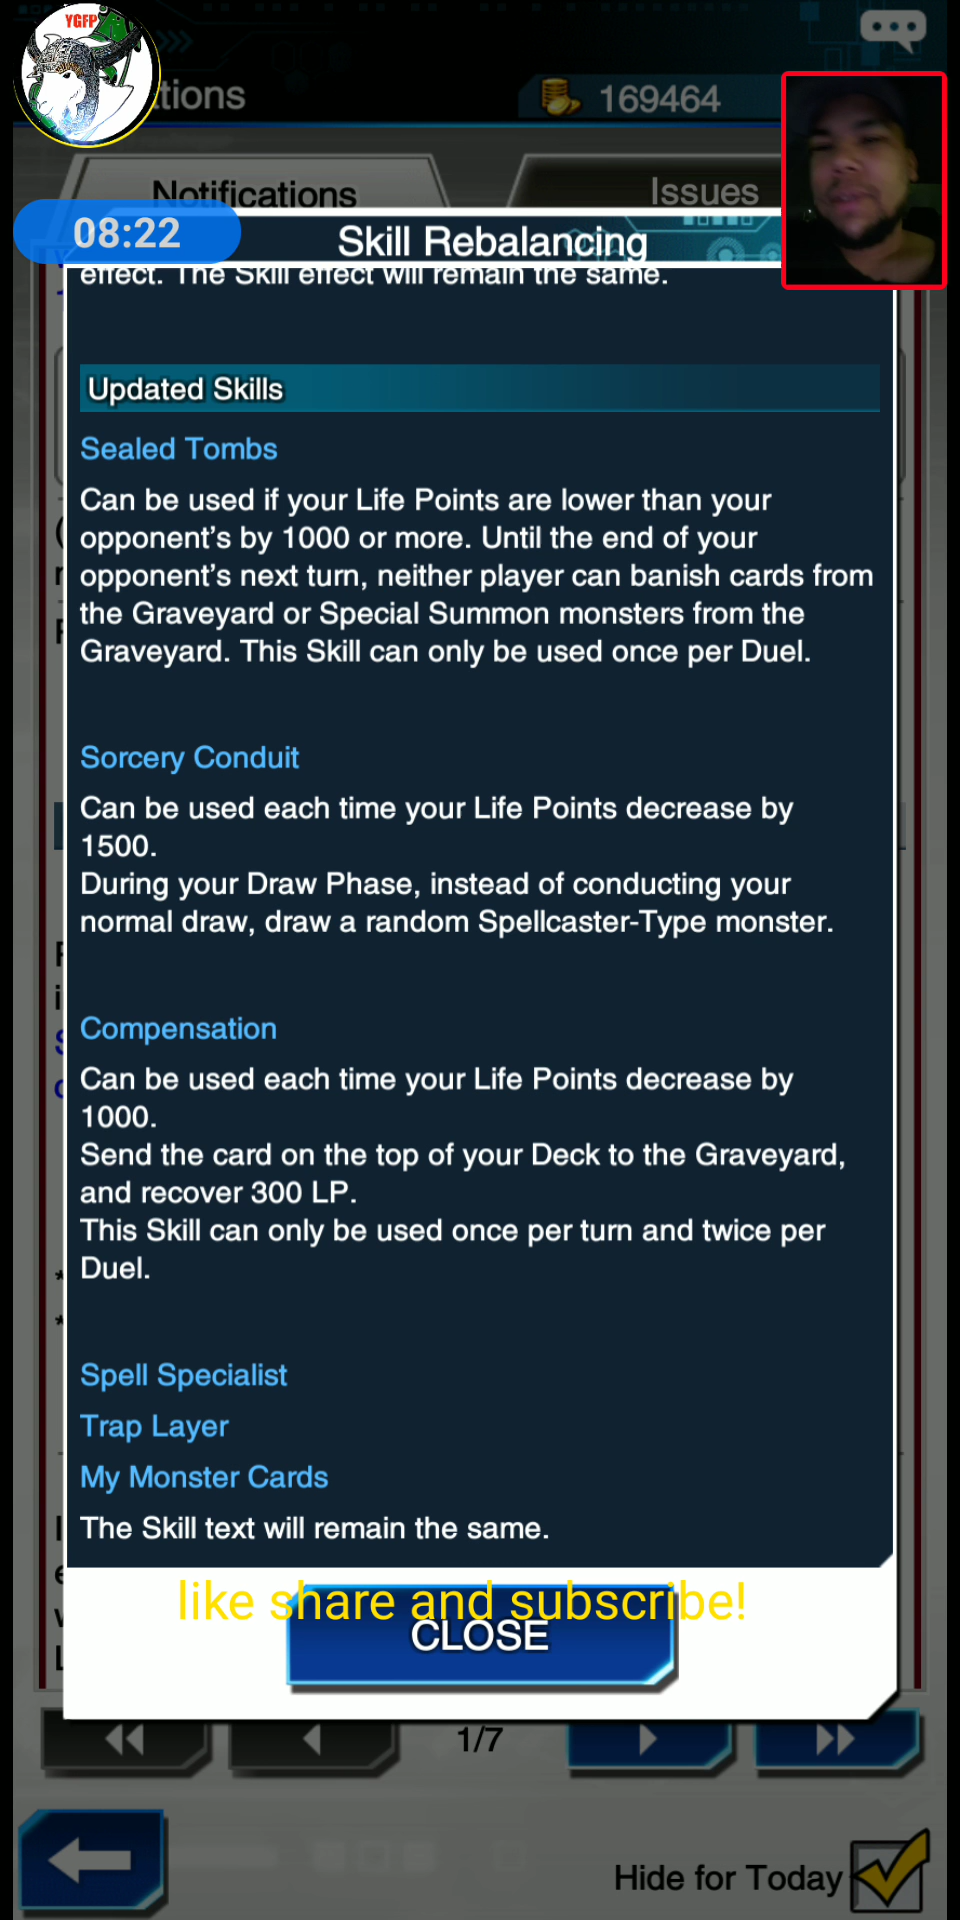 YGFP
tions
169464
Notifications
Issues
08:22
Skill Rebalancing
effect. The Skill effect will remain the same.
Updated Skills
Sealed Tombs
Can be used if your Life Points are lower than your
opponent’s by 1000 or more. Until the end of your
opponent’s next turn, neither player can banish cards from
the Graveyard or Special Summon monsters from the
Graveyard. This Skill can only be used once per Duel.
Sorcery Conduit
Can be used each time your Life Points decrease by
1500.
During your Draw Phase, instead of conducting your
normal draw, draw a random Spellcaster-Type monster.
Compensation
Can be used each time your Life Points decrease by
1000.
Send the card on the top of your Deck to the Graveyard,
and recover 300 LP.
This Skill can only be used once per turn and twice per
Duel.
Spell Specialist
Trap Layer
My Monster Cards
The Skill text will remain the same.
like share and subscribe!
CLOSE
1/7
Hide for Today